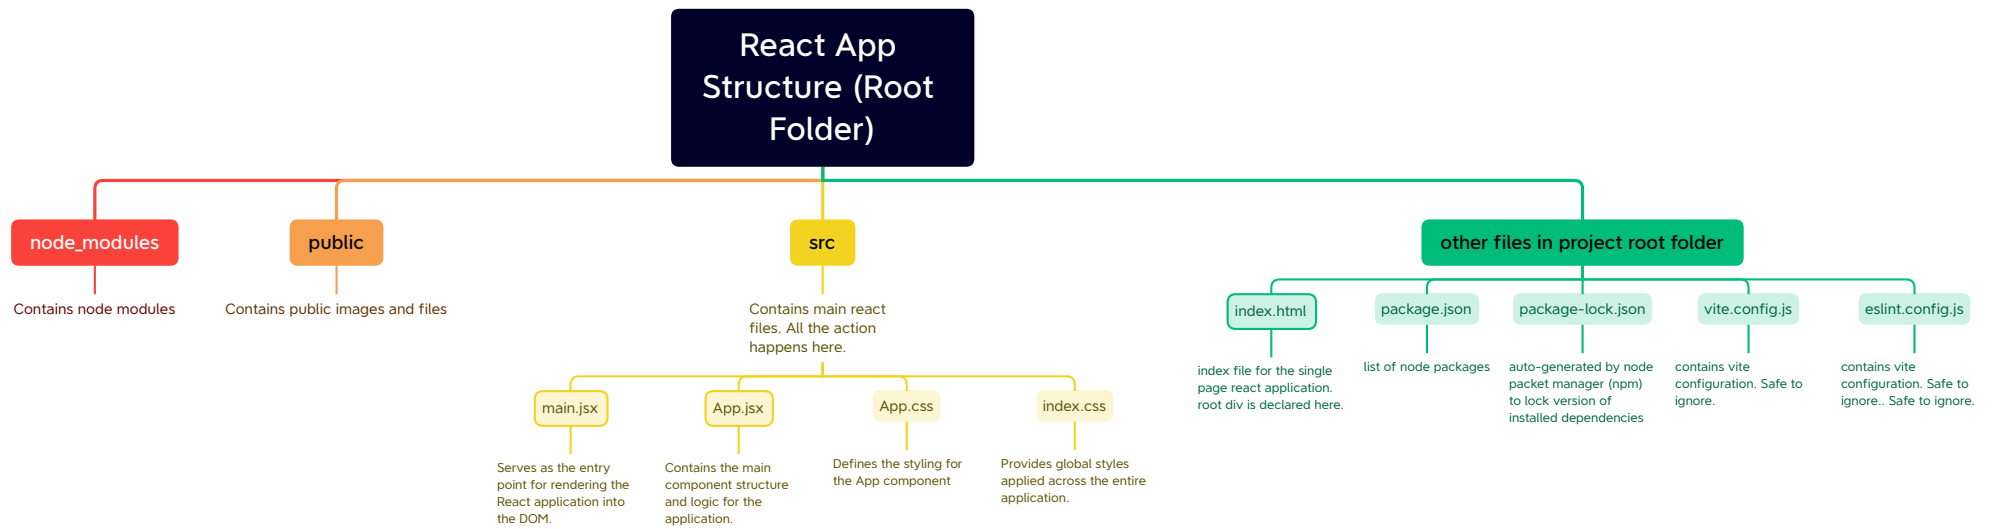 React App
Structure (Root
Folder)
node_modules
public
src
other files in project root folder
Contains node modules
Contains public images and files
Contains main react
files. All the action
happens here.
index.html
package.json
package-lock.json
vite.config.js
eslint.config.js
index file for the single
page react application.
root div is declared here.
list of node packages
auto-generated by node
packet manager (npm)
to lock version of
installed dependencies
contains vite
configuration. Safe to
ignore.
contains vite
configuration. Safe to
ignore.. Safe to ignore.
main.jsx
App.jsx
App.css
index.css
Serves as the entry
point for rendering the
React application into
the DOM.
Contains the main
component structure
and logic for the
application.
Defines the styling for
the App component
Provides global styles
applied across the entire
application.